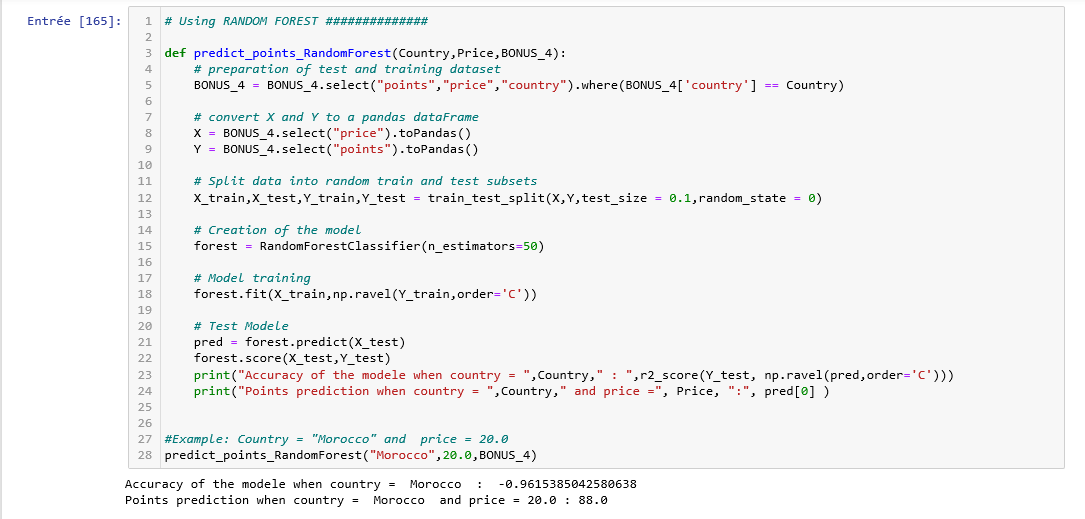 Entrée [165]:
1 # Using RANDOM FOREST ##############
2
3 def predict_points_RandomForest(Country,Price,BONUS_4):
4     # preparation of test and training dataset
5     BONUS_4 = BONUS_4.select("points","price","country").where(BONUS_4['country'] == Country)
6
7     # convert X and Y to a pandas dataFrame
8     X = BONUS_4.select("price").toPandas()
9     Y = BONUS_4.select("points").toPandas()
10
11     # Split data into random train and test subsets
12     X_train,X_test,Y_train,Y_test = train_test_split(X,Y,test_size = 0.1,random_state = 0)
13
14     # Creation of the model
15     forest = RandomForestClassifier(n_estimators=50)
16
17     # Model training
18     forest.fit(X_train,np.ravel(Y_train,order='C'))
19
20     # Test Modele
21     pred = forest.predict(X_test)
22     forest.score(X_test,Y_test)
23     print("Accuracy of the modele when country = ",Country," : ",r2_score(Y_test, np.ravel(pred,order='C')))
24     print("Points prediction when country = ",Country," and price =", Price, ":", pred[0] )
25
26
27 #Example: Country = "Morocco" and  price = 20.0
28 predict_points_RandomForest("Morocco",20.0,BONUS_4)
Accuracy of the modele when country =  Morocco  :  -0.9615385042580638
Points prediction when country =  Morocco  and price = 20.0 : 88.0